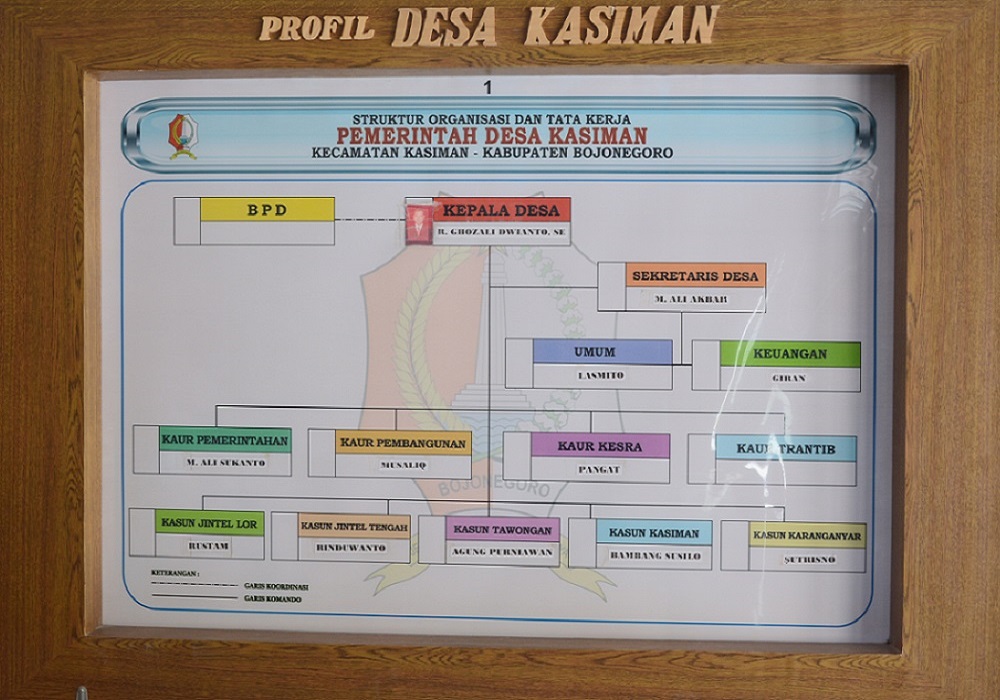 PROFIL DESA KASIMAN
1
STRUKTUR ORGANISASI DAN TATA KERJA
PEMERINTAH DESA KASIMAN
KECAMATAN KASIMAN - KABUPATEN BOJONEGORO
BPD
KEPALA DESA
GHOZALI DWIANTO, SE
SEKRETARIS DESA
M. ALI AKBAR
UMUM
LASMITO
KEUANGAN
GIRAN
KAUR PEMERINTAHAN
M. ALI SUKANTO
KAUR PEMBANGUNAN
MUSALIQ
KAUR KESRA
PANGAT
KAUR TRANTIB
BOJONEGORO
KASUN JINTEL LOR
RUSTAM
KASUN JINTEL TENGAH
RINDUWANTO
KASUN TAWONGAN
AGUNG PURNIAWAN
KASUN KASIMAN
BAMBANG SUSILO
KASUN KARANGANYAR
SUTRISNO
KETERANGAN :
GARIS KOORDINASI
GARIS KOMANDO